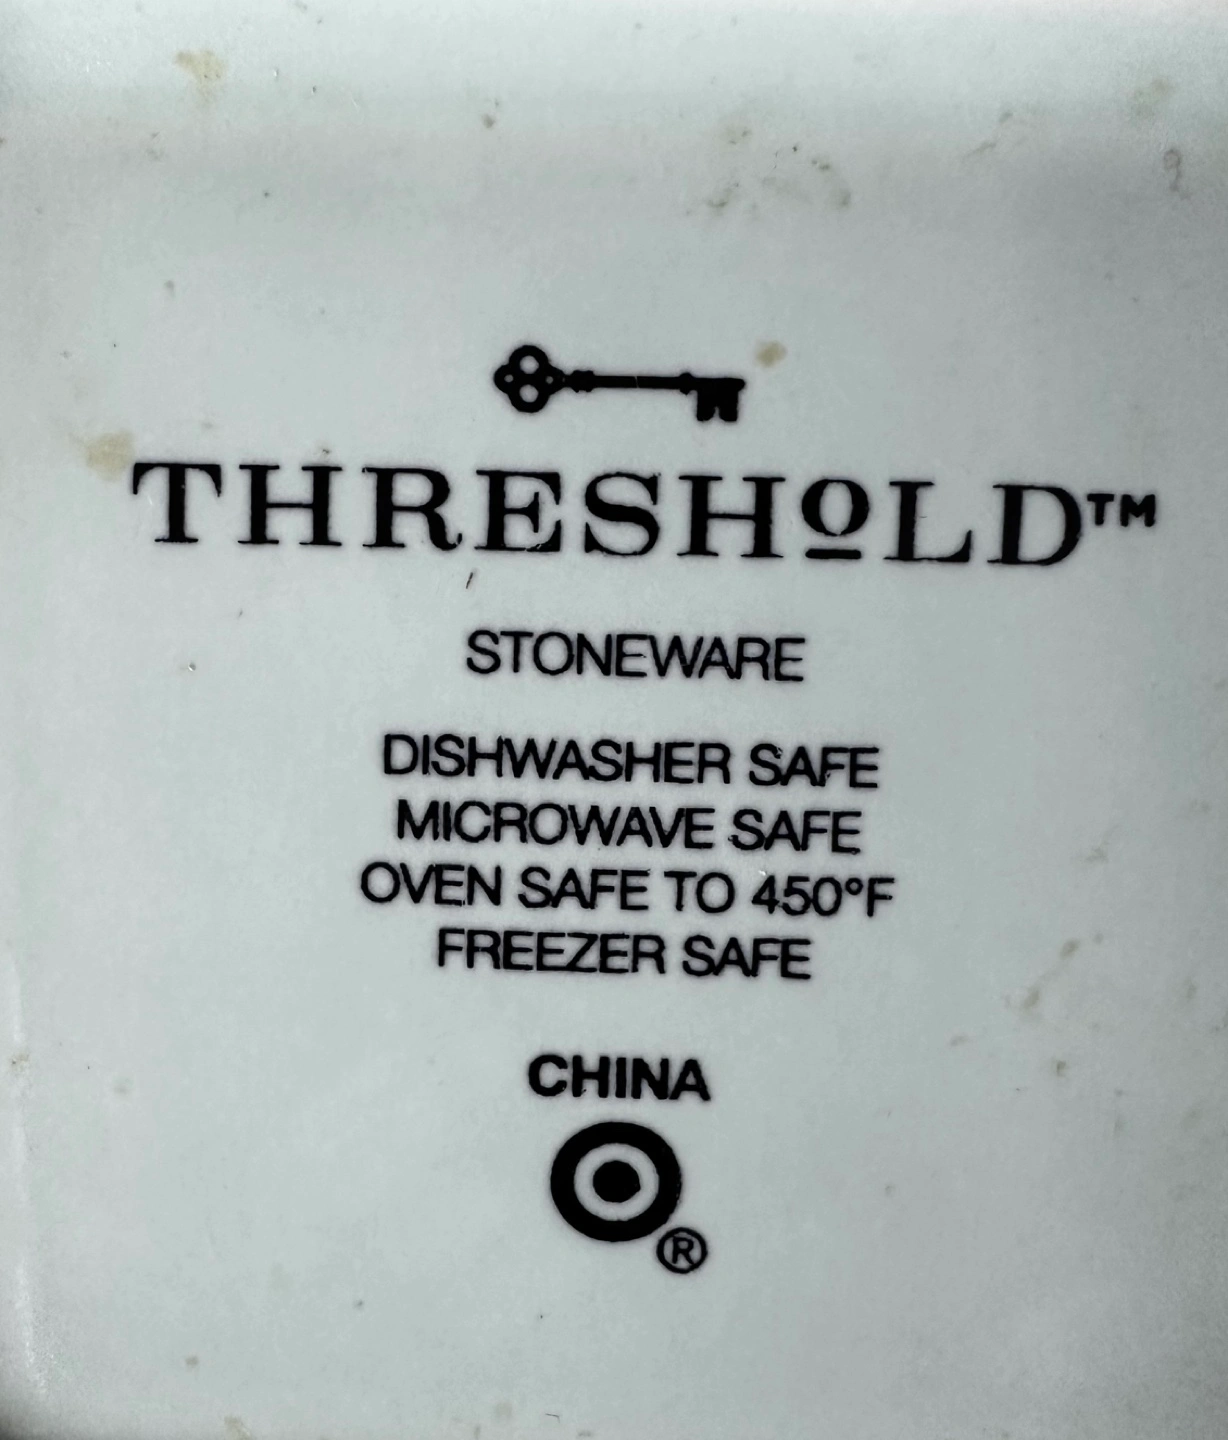 THRESHOLD™
STONEWARE
DISHWASHER SAFE
MICROWAVE SAFE
OVEN SAFE TO 450°F
FREEZER SAFE
CHINA
®